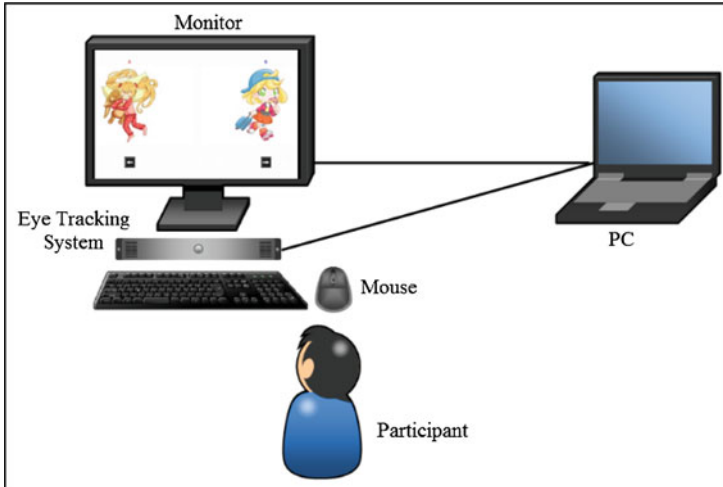 Monitor
Eye Tracking
System
PC
Mouse
Participant